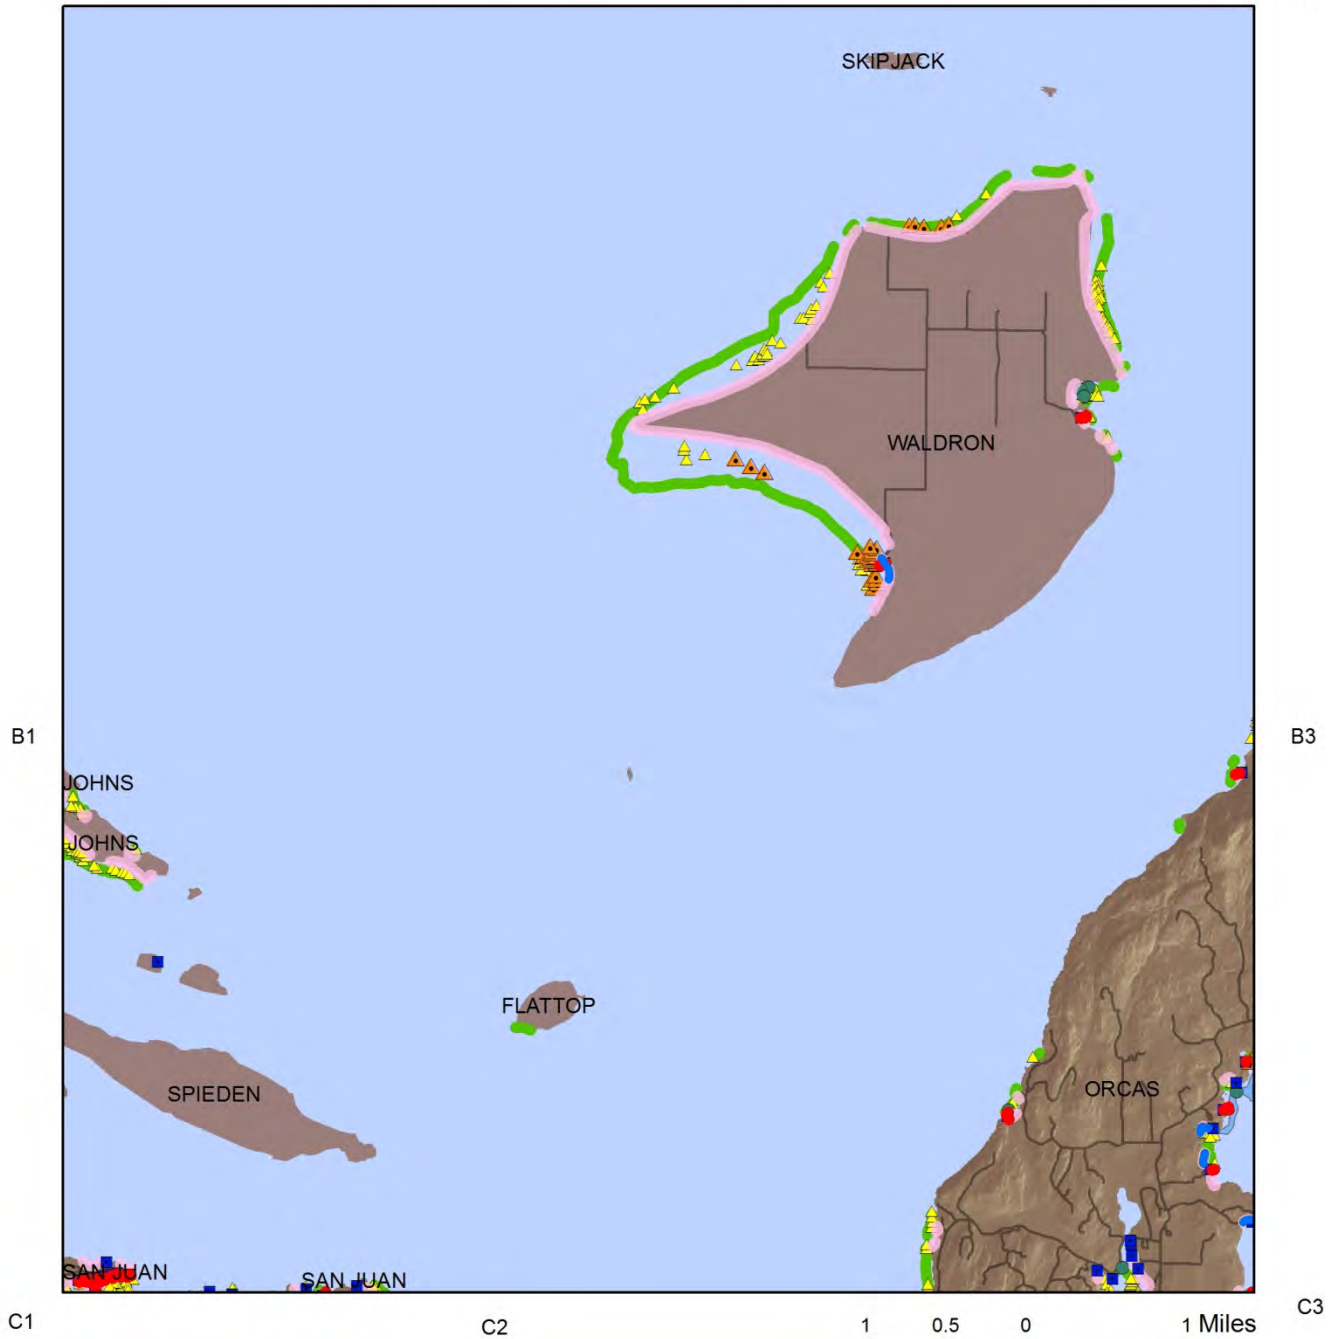 SKIPJACK
WALDRON
B1
B3
JOHNS
JOHNS
FLATTOP
SPIEDEN
ORCAS
SAN JUAN
SAN JUAN
C1
C2
C3
1 0.5 0 1 Miles